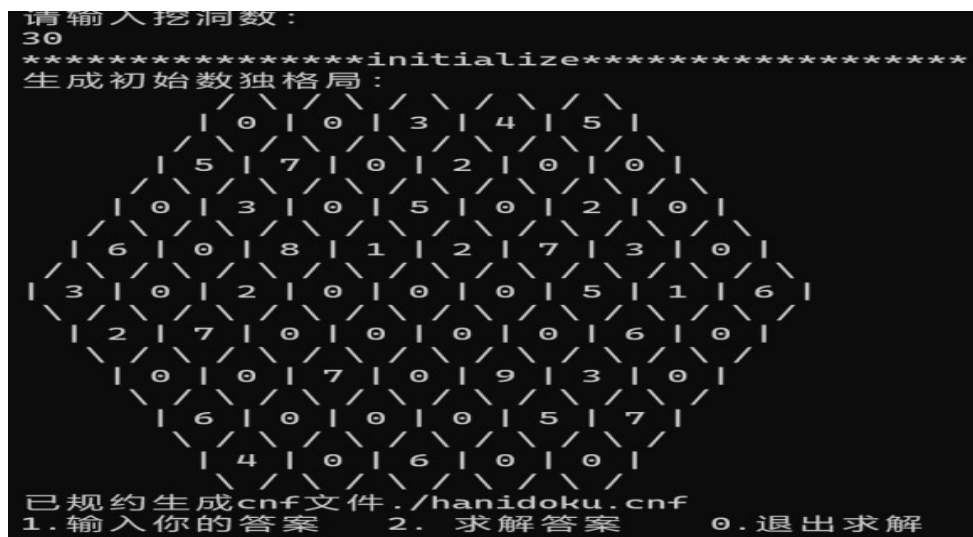 请输入挖洞数：
30
****************initialize******************
生成初始数独格局：
/ \ / \ / \ / \ / \
| 0 | 0 | 3 | 4 | 5 |
/ \ / \ / \ / \ / \ / \
| 5 | 7 | 0 | 2 | 0 | 0 |
/ \ / \ / \ / \ / \ / \ / \
| 0 | 3 | 0 | 5 | 0 | 2 | 0 |
/ \ / \ / \ / \ / \ / \ / \ / \
| 6 | 0 | 8 | 1 | 2 | 7 | 3 | 0 |
/ \ / \ / \ / \ / \ / \ / \ / \ / \
| 3 | 0 | 2 | 0 | 0 | 0 | 5 | 1 | 6 |
\ / \ / \ / \ / \ / \ / \ / \ / \ /
| 2 | 7 | 0 | 0 | 0 | 0 | 6 | 0 |
\ / \ / \ / \ / \ / \ / \ / \ /
| 0 | 0 | 7 | 0 | 9 | 3 | 0 |
\ / \ / \ / \ / \ / \ / \ /
| 6 | 0 | 0 | 0 | 5 | 7 |
\ / \ / \ / \ / \ / \ /
| 4 | 0 | 6 | 0 | 0 |
\ / \ / \ / \ / \ /
已规约生成cnf文件./hanidoku.cnf
1.输入你的答案 2. 求解答案 0.退出求解